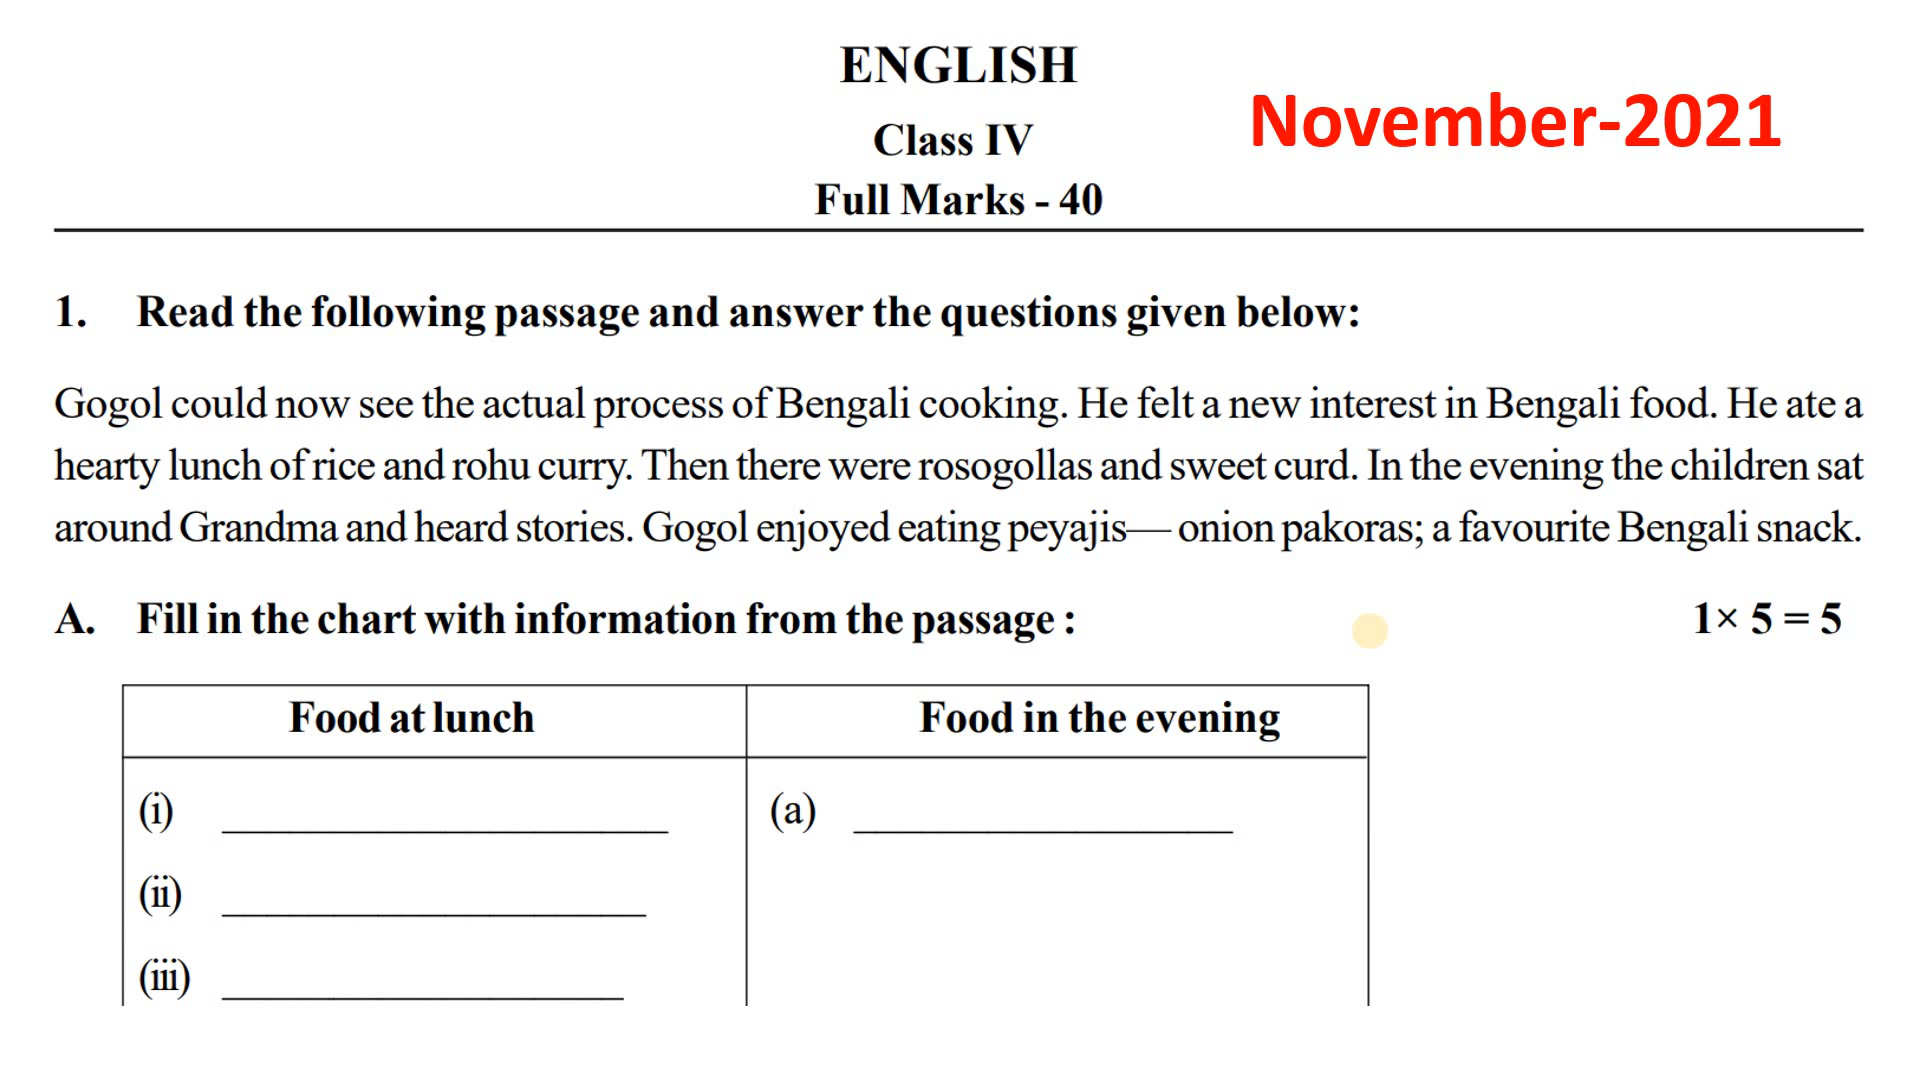 ENGLISH
November-2021
Class IV
Full Marks - 40
1. Read the following passage and answer the questions given below:
Gogol could now see the actual process of Bengali cooking. He felt a new interest in Bengali food. He ate a
hearty lunch of rice and rohu curry. Then there were rosogollas and sweet curd. In the evening the children sat
around Grandma and heard stories. Gogol enjoyed eating peyajis— onion pakoras; a favourite Bengali snack.
A. Fill in the chart with information from the passage : 1× 5 = 5
Food at lunch Food in the evening
(i) ____________________ (a) _________________
(ii) ___________________
(iii) __________________